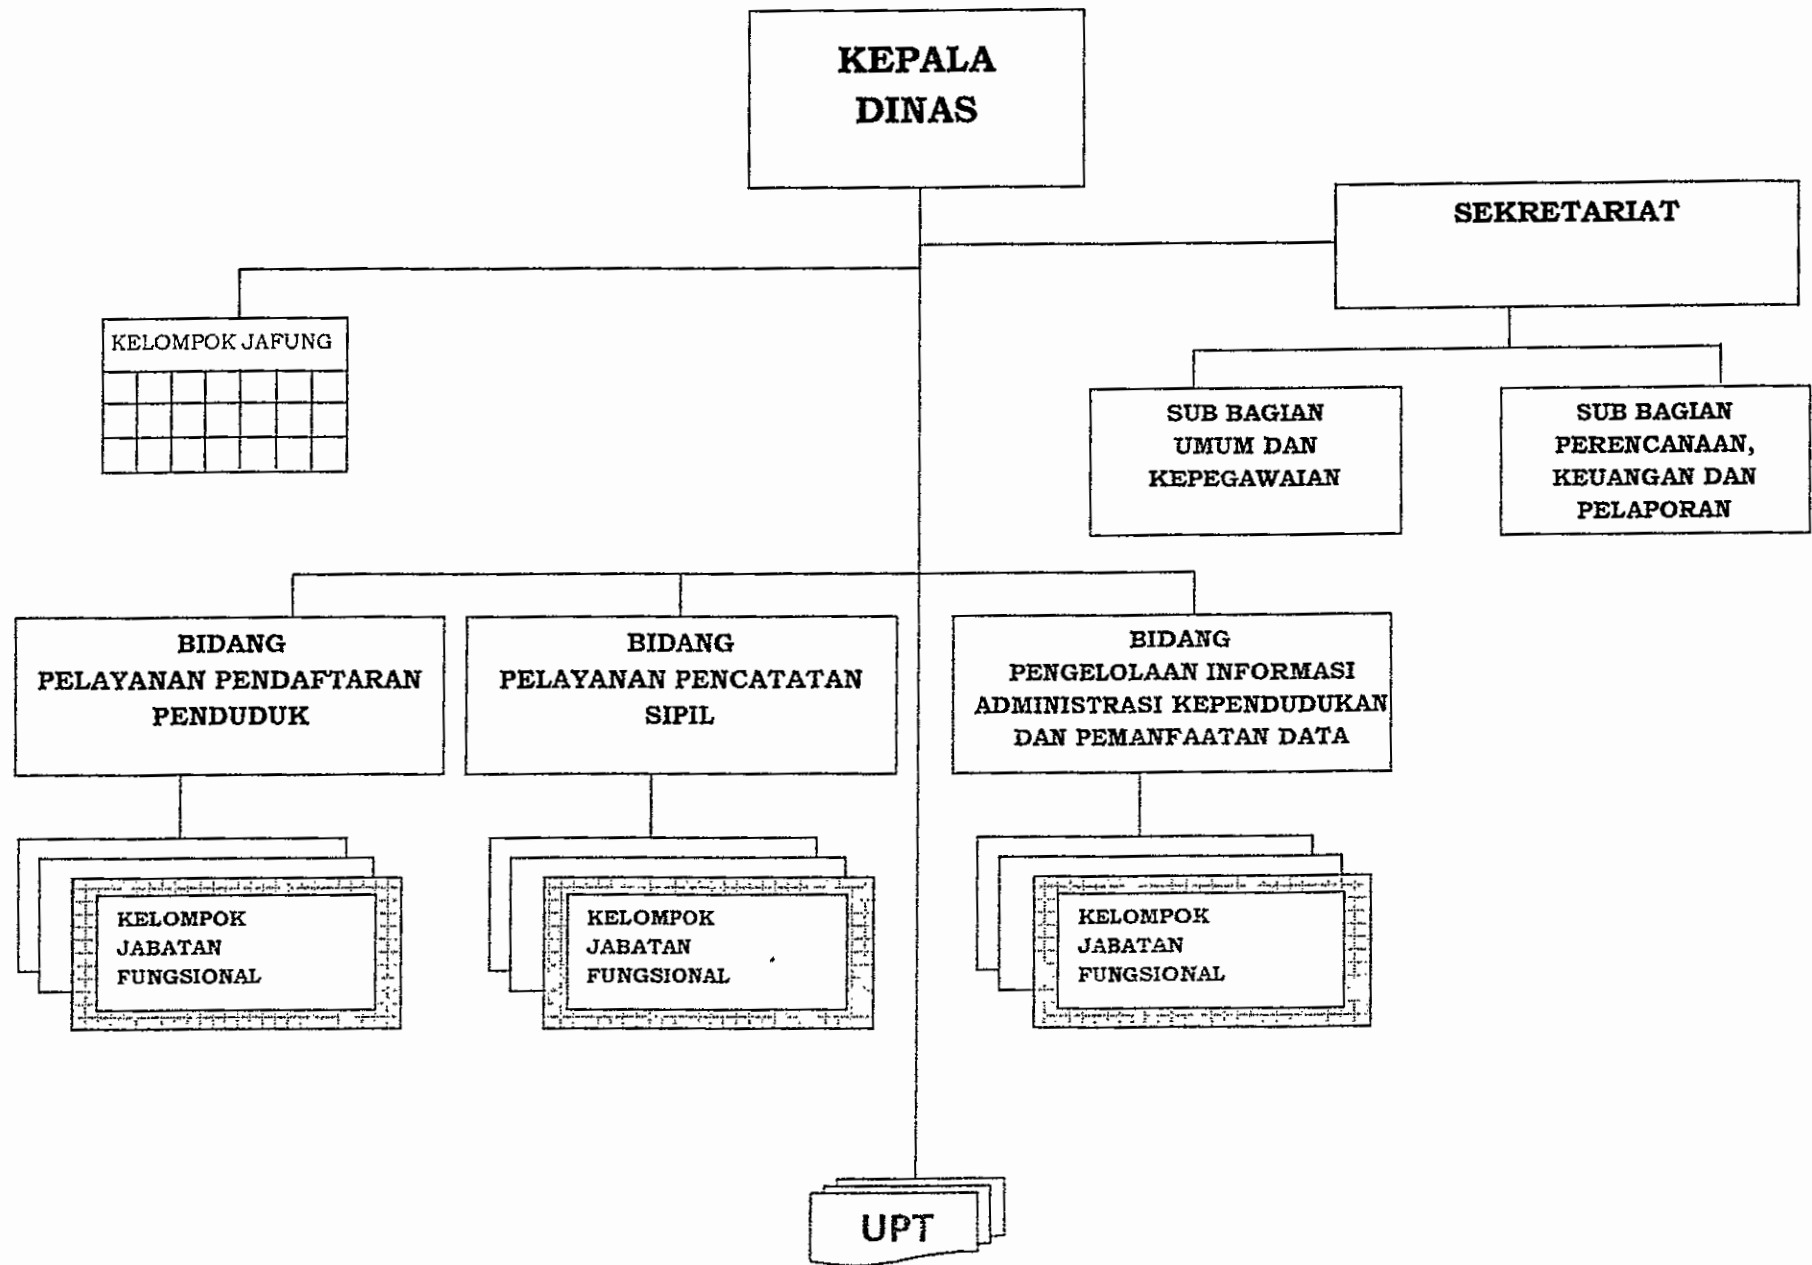 KEPALA
DINAS
SEKRETARIAT
KELOMPOK JAFUNG
SUB BAGIAN
UMUM DAN
KEPEGAWAIAN
SUB BAGIAN
PERENCANAAN,
KEUANGAN DAN
PELAPORAN
BIDANG
PELAYANAN PENDAFTARAN
PENDUDUK
BIDANG
PELAYANAN PENCATATAN
SIPIL
BIDANG
PENGELOLAAN INFORMASI
ADMINISTRASI KEPENDUDUKAN
DAN PEMANFAATAN DATA
KELOMPOK
JABATAN
FUNGSIONAL
KELOMPOK
JABATAN
FUNGSIONAL
KELOMPOK
JABATAN
FUNGSIONAL
UPT